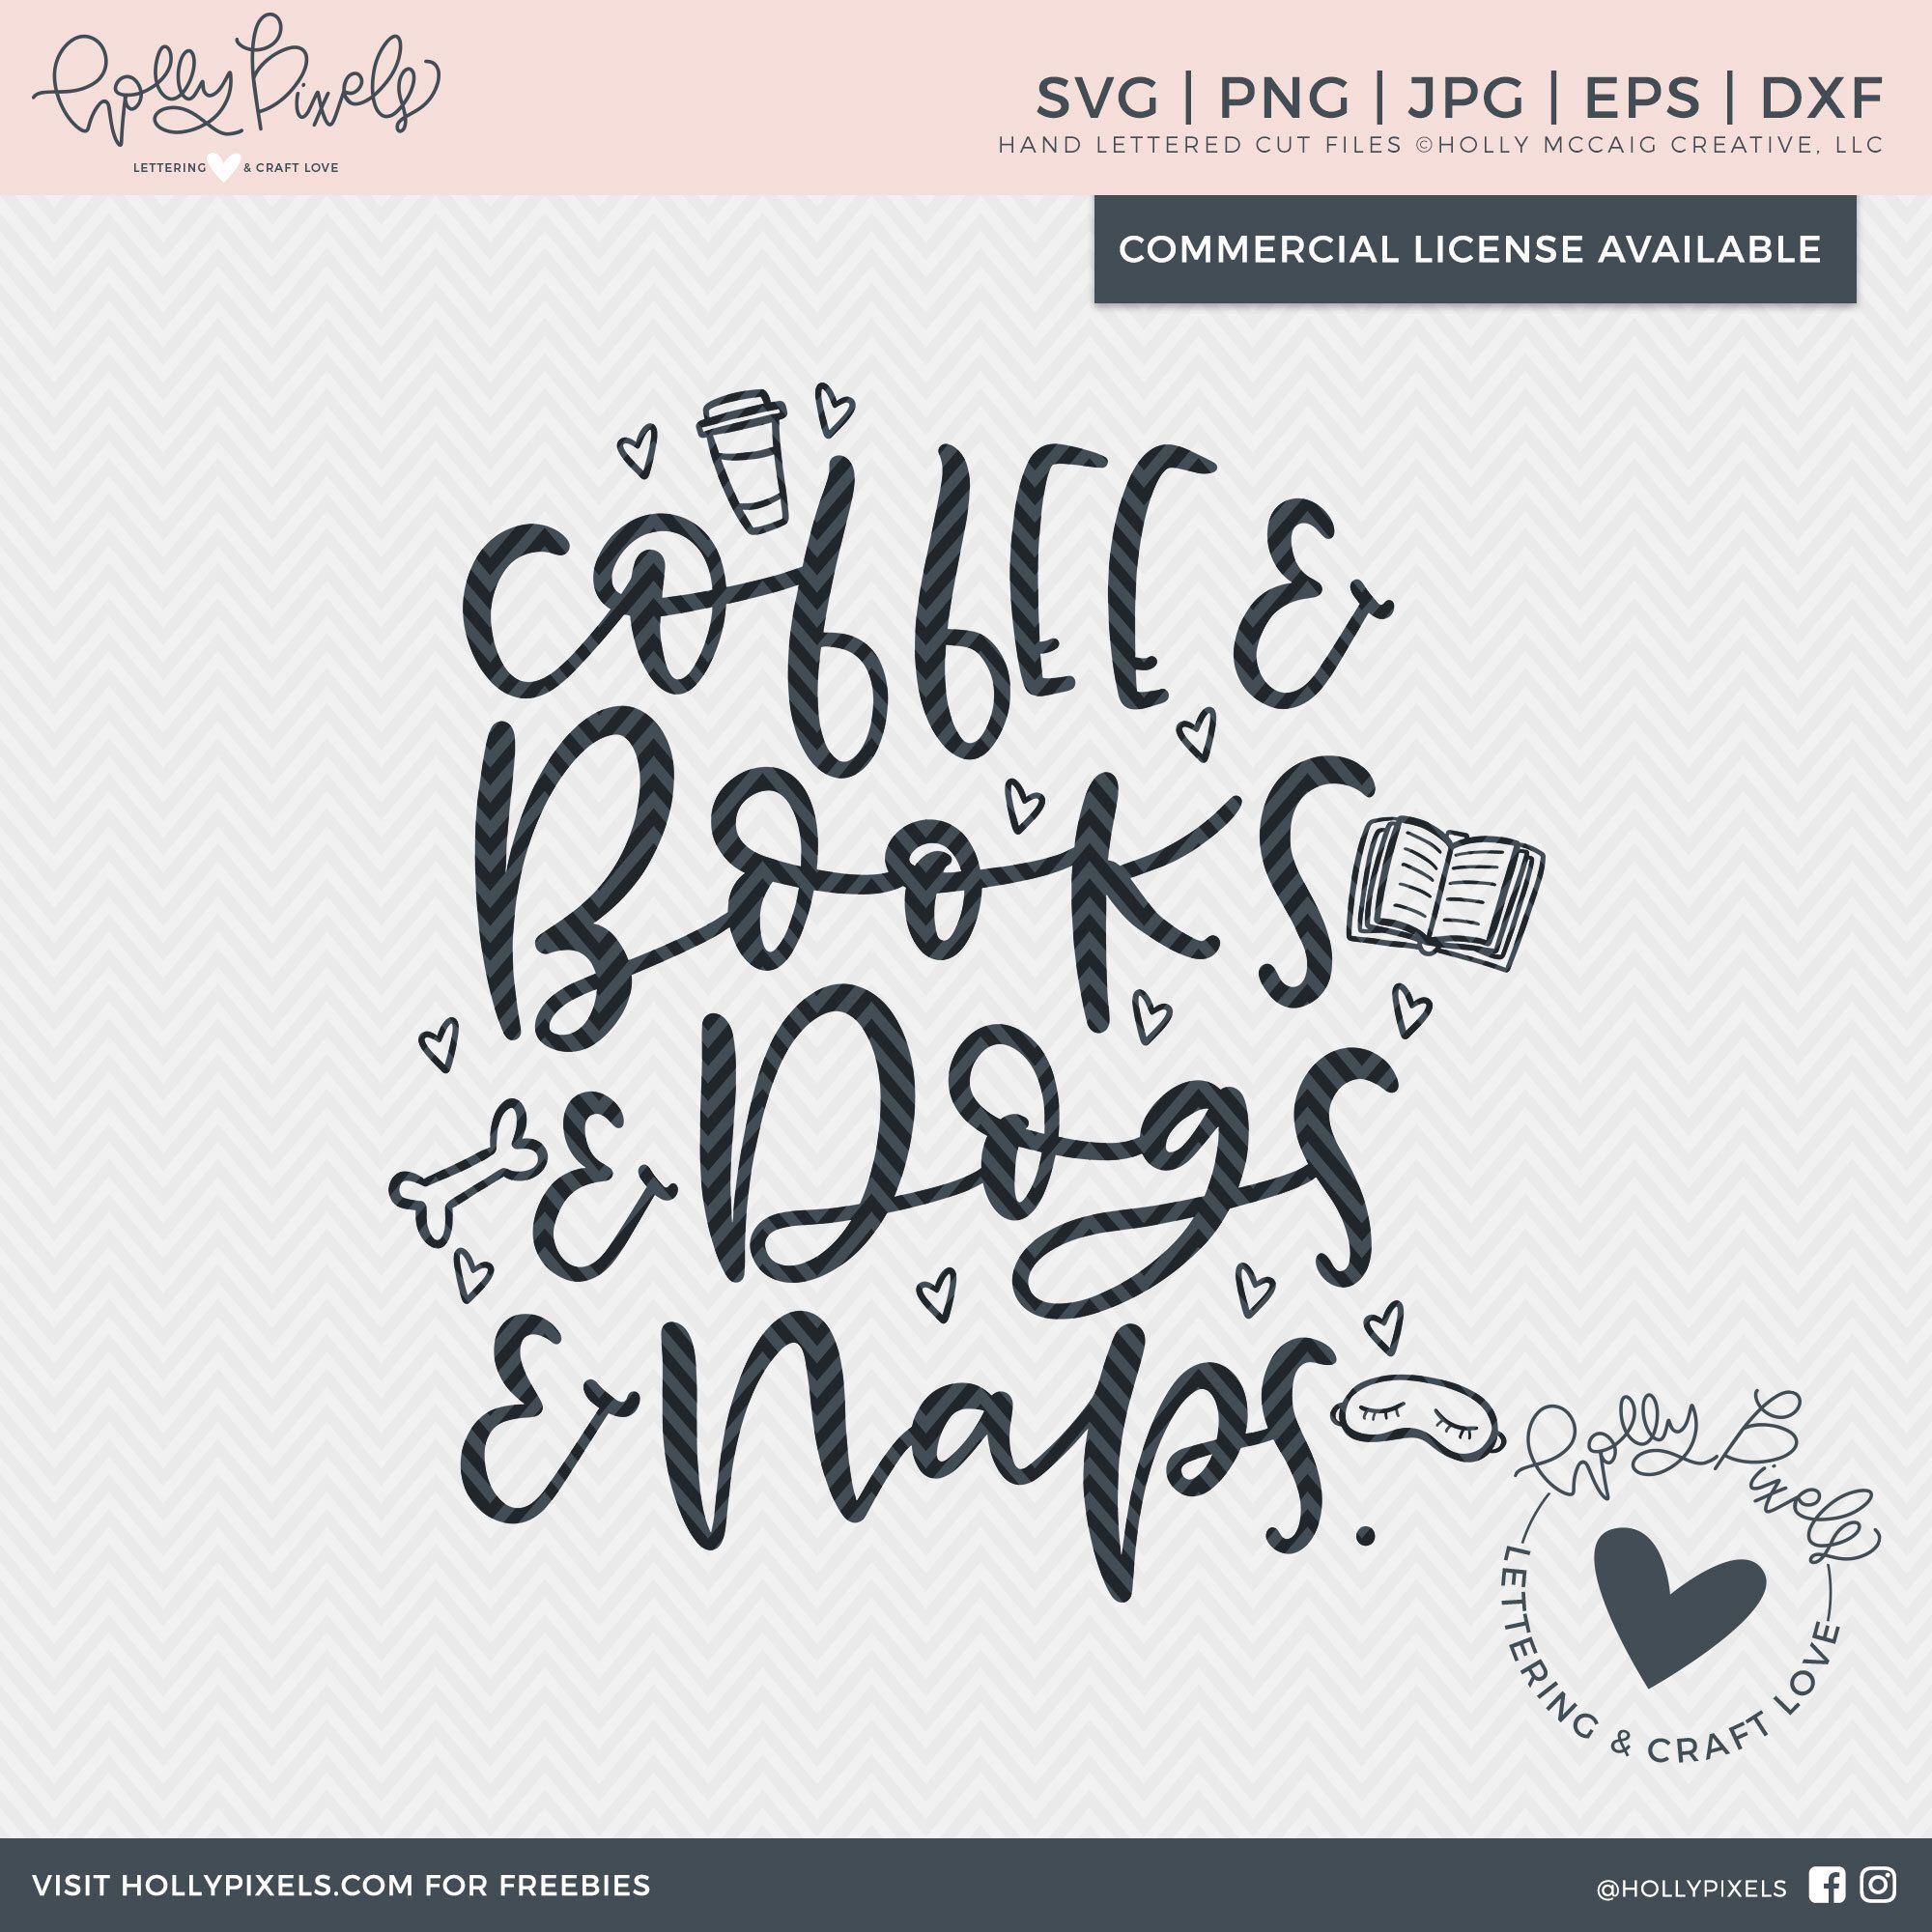 Holly Pixels
LETTERING & CRAFT LOVE
SVG | PNG | JPG | EPS | DXF
HAND LETTERED CUT FILES ©HOLLY MCCAIG CREATIVE, LLC
COMMERCIAL LICENSE AVAILABLE
coffee &
Books
& Dogs
& Naps.
Holly Pixels
LETTERING & CRAFT LOVE
VISIT HOLLYPIXELS.COM FOR FREEBIES
@HOLLYPIXELS